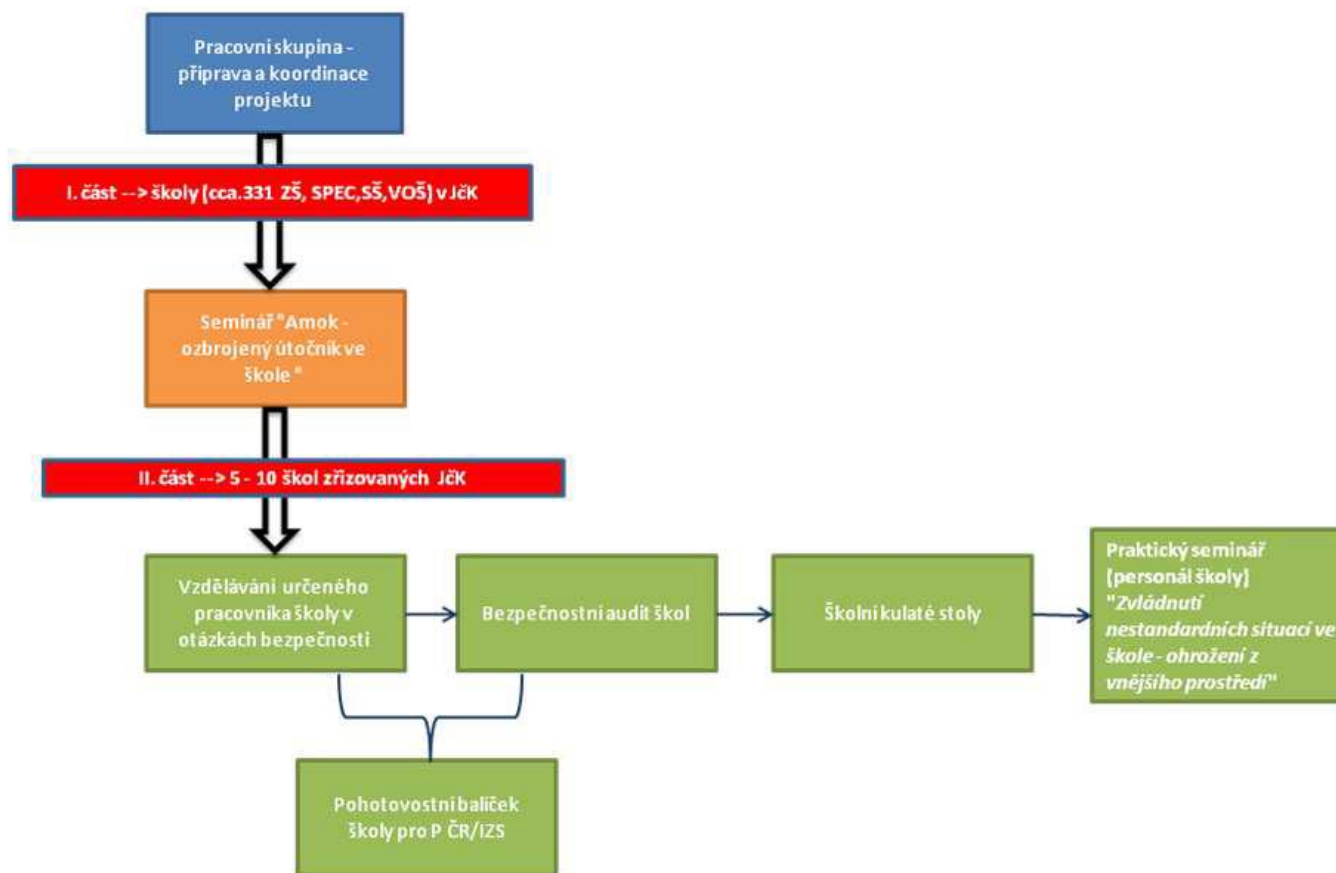 Pracovní skupina -
příprava a koordinace
projektu
I. část --> školy (cca.331 ZŠ, SPEC,SŠ,VOŠ) v JčK
Seminář "Amok -
ozbrojený útočník ve
škole "
II. část --> 5 - 10 škol zřizovaných JčK
Vzdělávání určeného
pracovníka školy v
otázkách bezpečnosti
Bezpečnostní audit škol
Školní kulaté stoly
Praktický seminář
(personál školy)
"Zvládnutí
nestandardních situací ve
škole - ohrožení z
vnějšího prostředí"
Pohotovostní balíček
školy pro P ČR/IZS